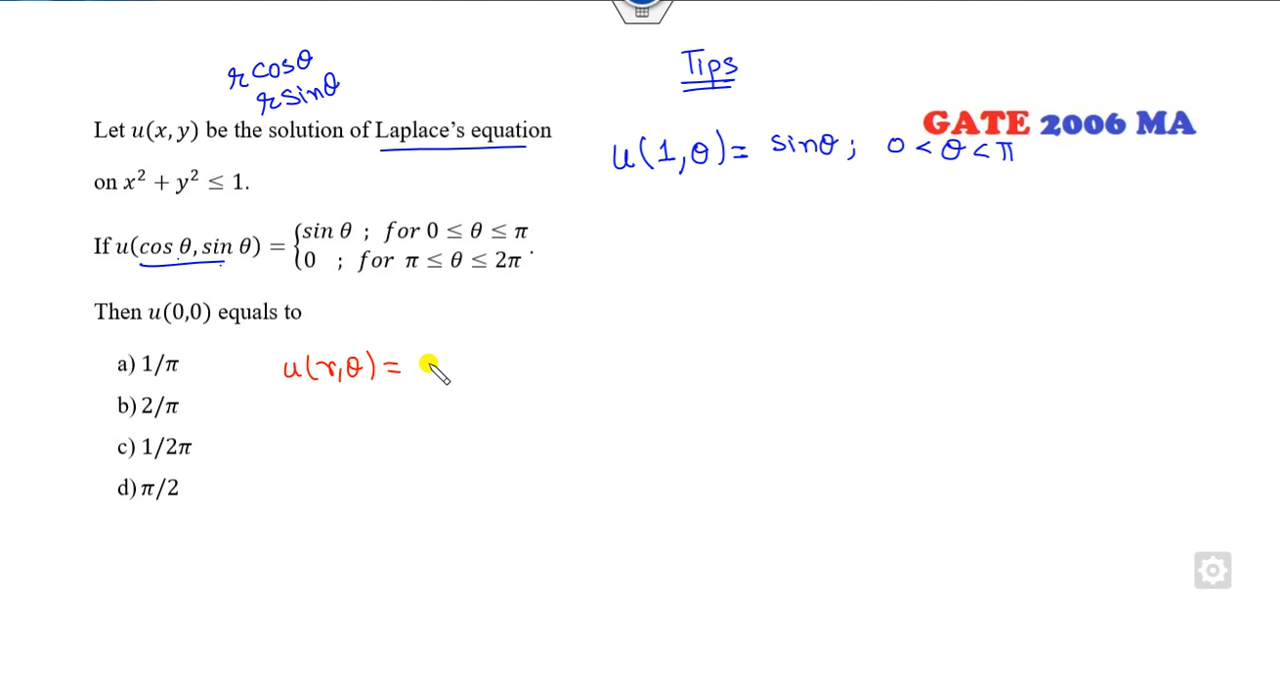 r cosθ
r sinθ
Tips
Let u(x, y) be the solution of Laplace's equation
GATE 2006 MA
u(1,θ) = sinθ ; 0 < θ < π
on x² + y² ≤ 1.
If u(cos θ, sin θ) = { sin θ ; for 0 ≤ θ ≤ π
0 ; for π ≤ θ ≤ 2π .
Then u(0,0) equals to
a) 1/π
u(r,θ) =
b) 2/π
c) 1/2π
d) π/2